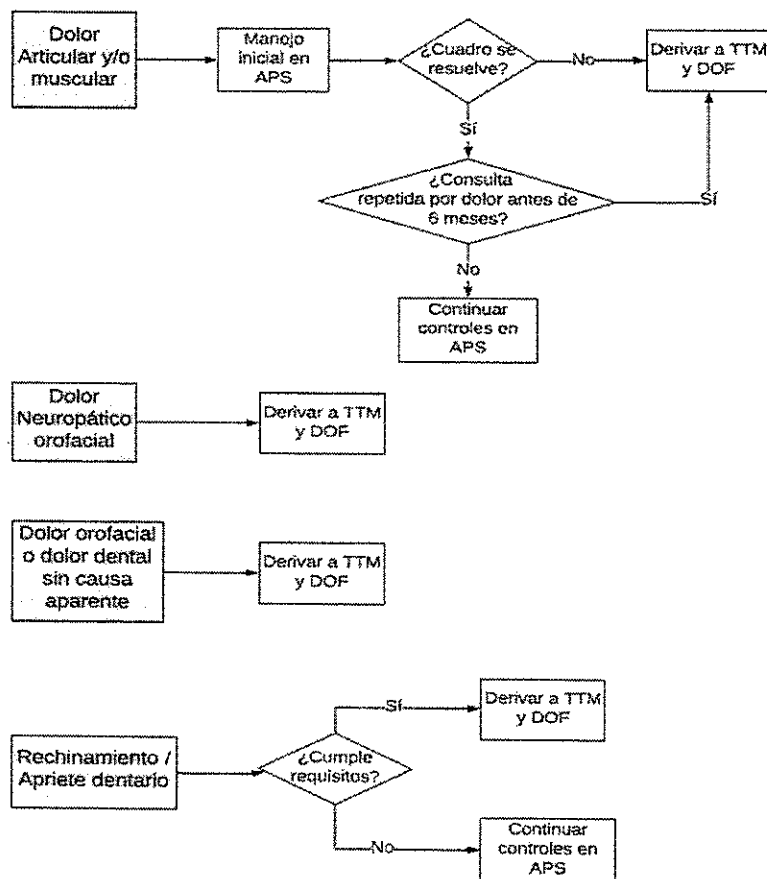 Dolor
Articular y/o
muscular
Manojo
inicial en
APS
¿Cuadro se
resuelve?
No
Derivar a TTM
y DOF
Sí
¿Consulta
repetida por dolor antes de
6 meses?
Sí
No
Continuar
controles en
APS
Dolor
Neuropático
orofacial
Derivar a TTM
y DOF
Dolor orofacial
o dolor dental
sin causa
aparente
Derivar a TTM
y DOF
Rechinamiento /
Apriete dentario
¿Cumple
requisitos?
Sí
Derivar a TTM
y DOF
No
Continuar
controles en
APS